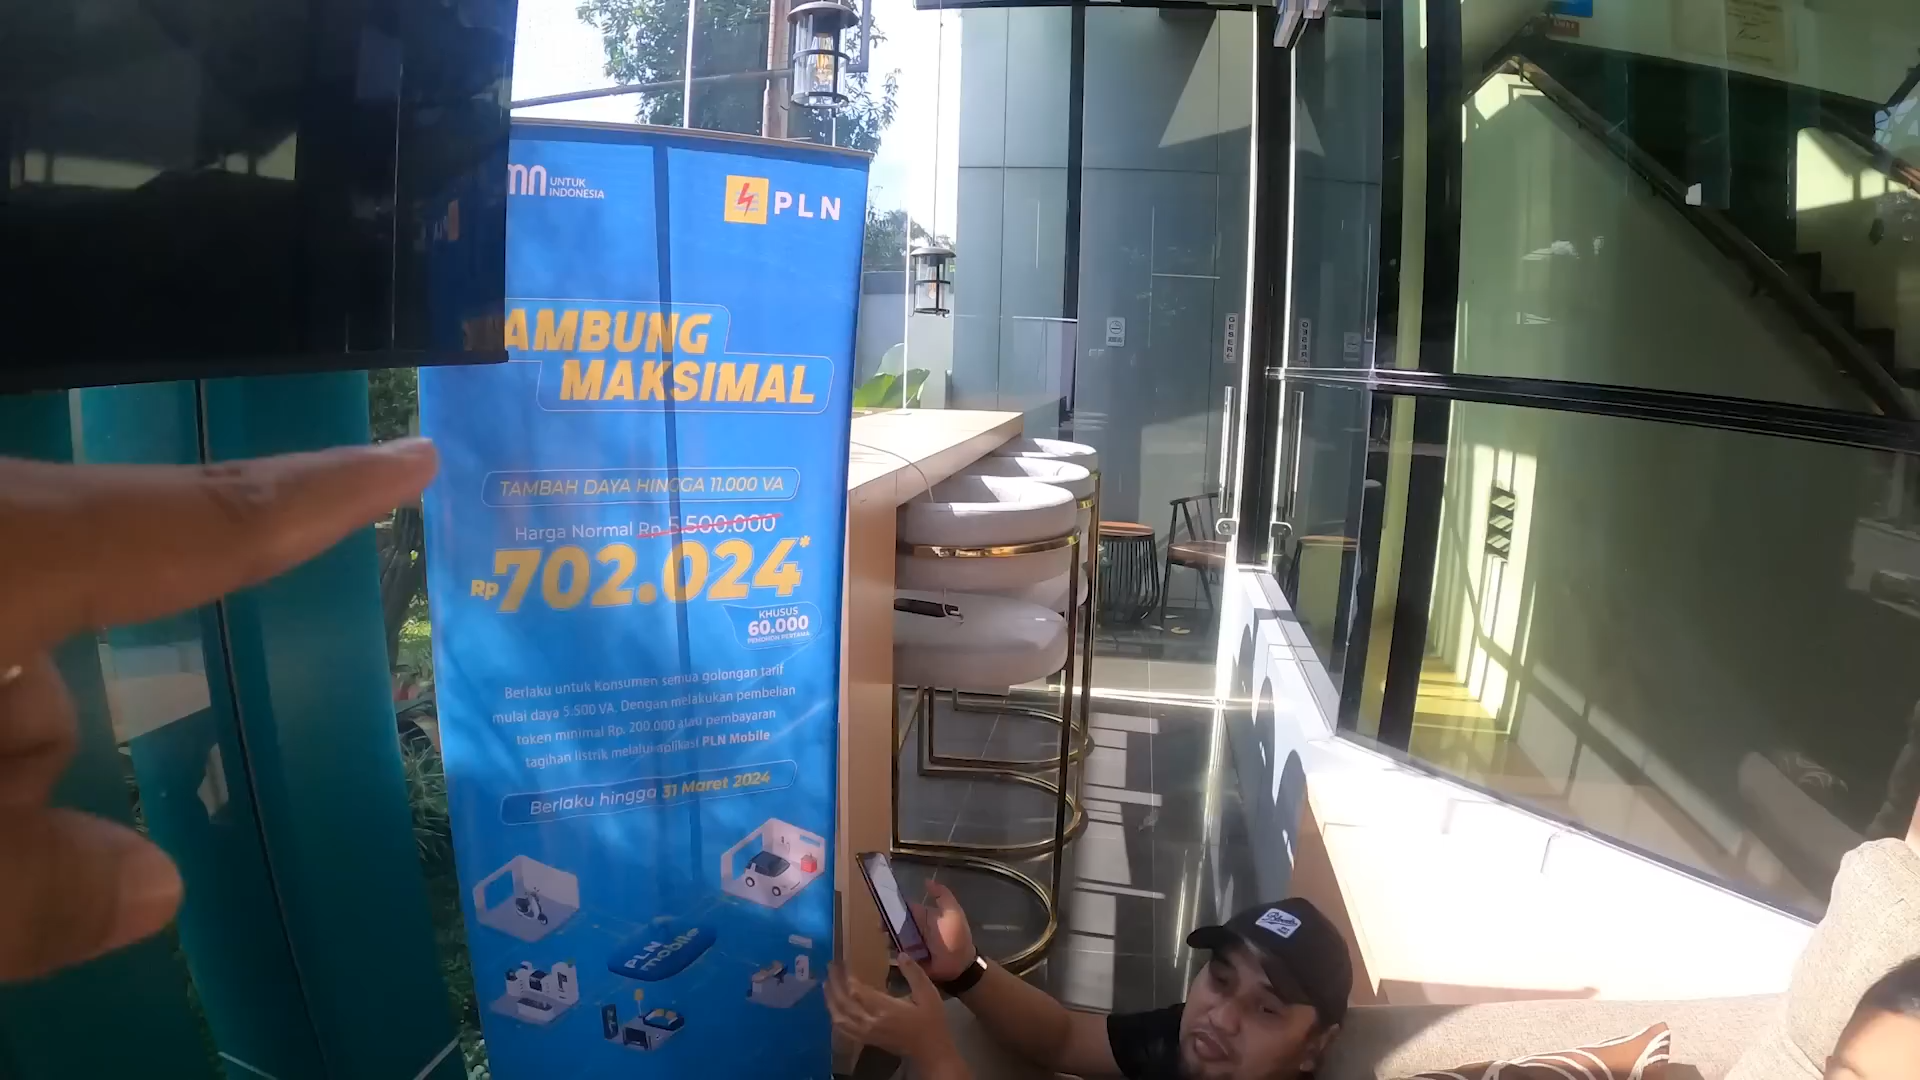 UNTUK
INDONESIA
PLN
AMBUNG
MAKSIMAL
TAMBAH DAYA HINGGA 11.000 VA
Harga Normal Rp 5.500.000
Rp 702.024*
KHUSUS
60.000
PEMOHON PERTAMA
Berlaku untuk Konsumen semua golongan tarif
mulai daya 5.500 VA. Dengan melakukan pembelian
token minimal Rp. 200.000 atau pembayaran
tagihan listrik melalui aplikasi PLN Mobile
Berlaku hingga 31 Maret 2024
PLN
mobile
GESER